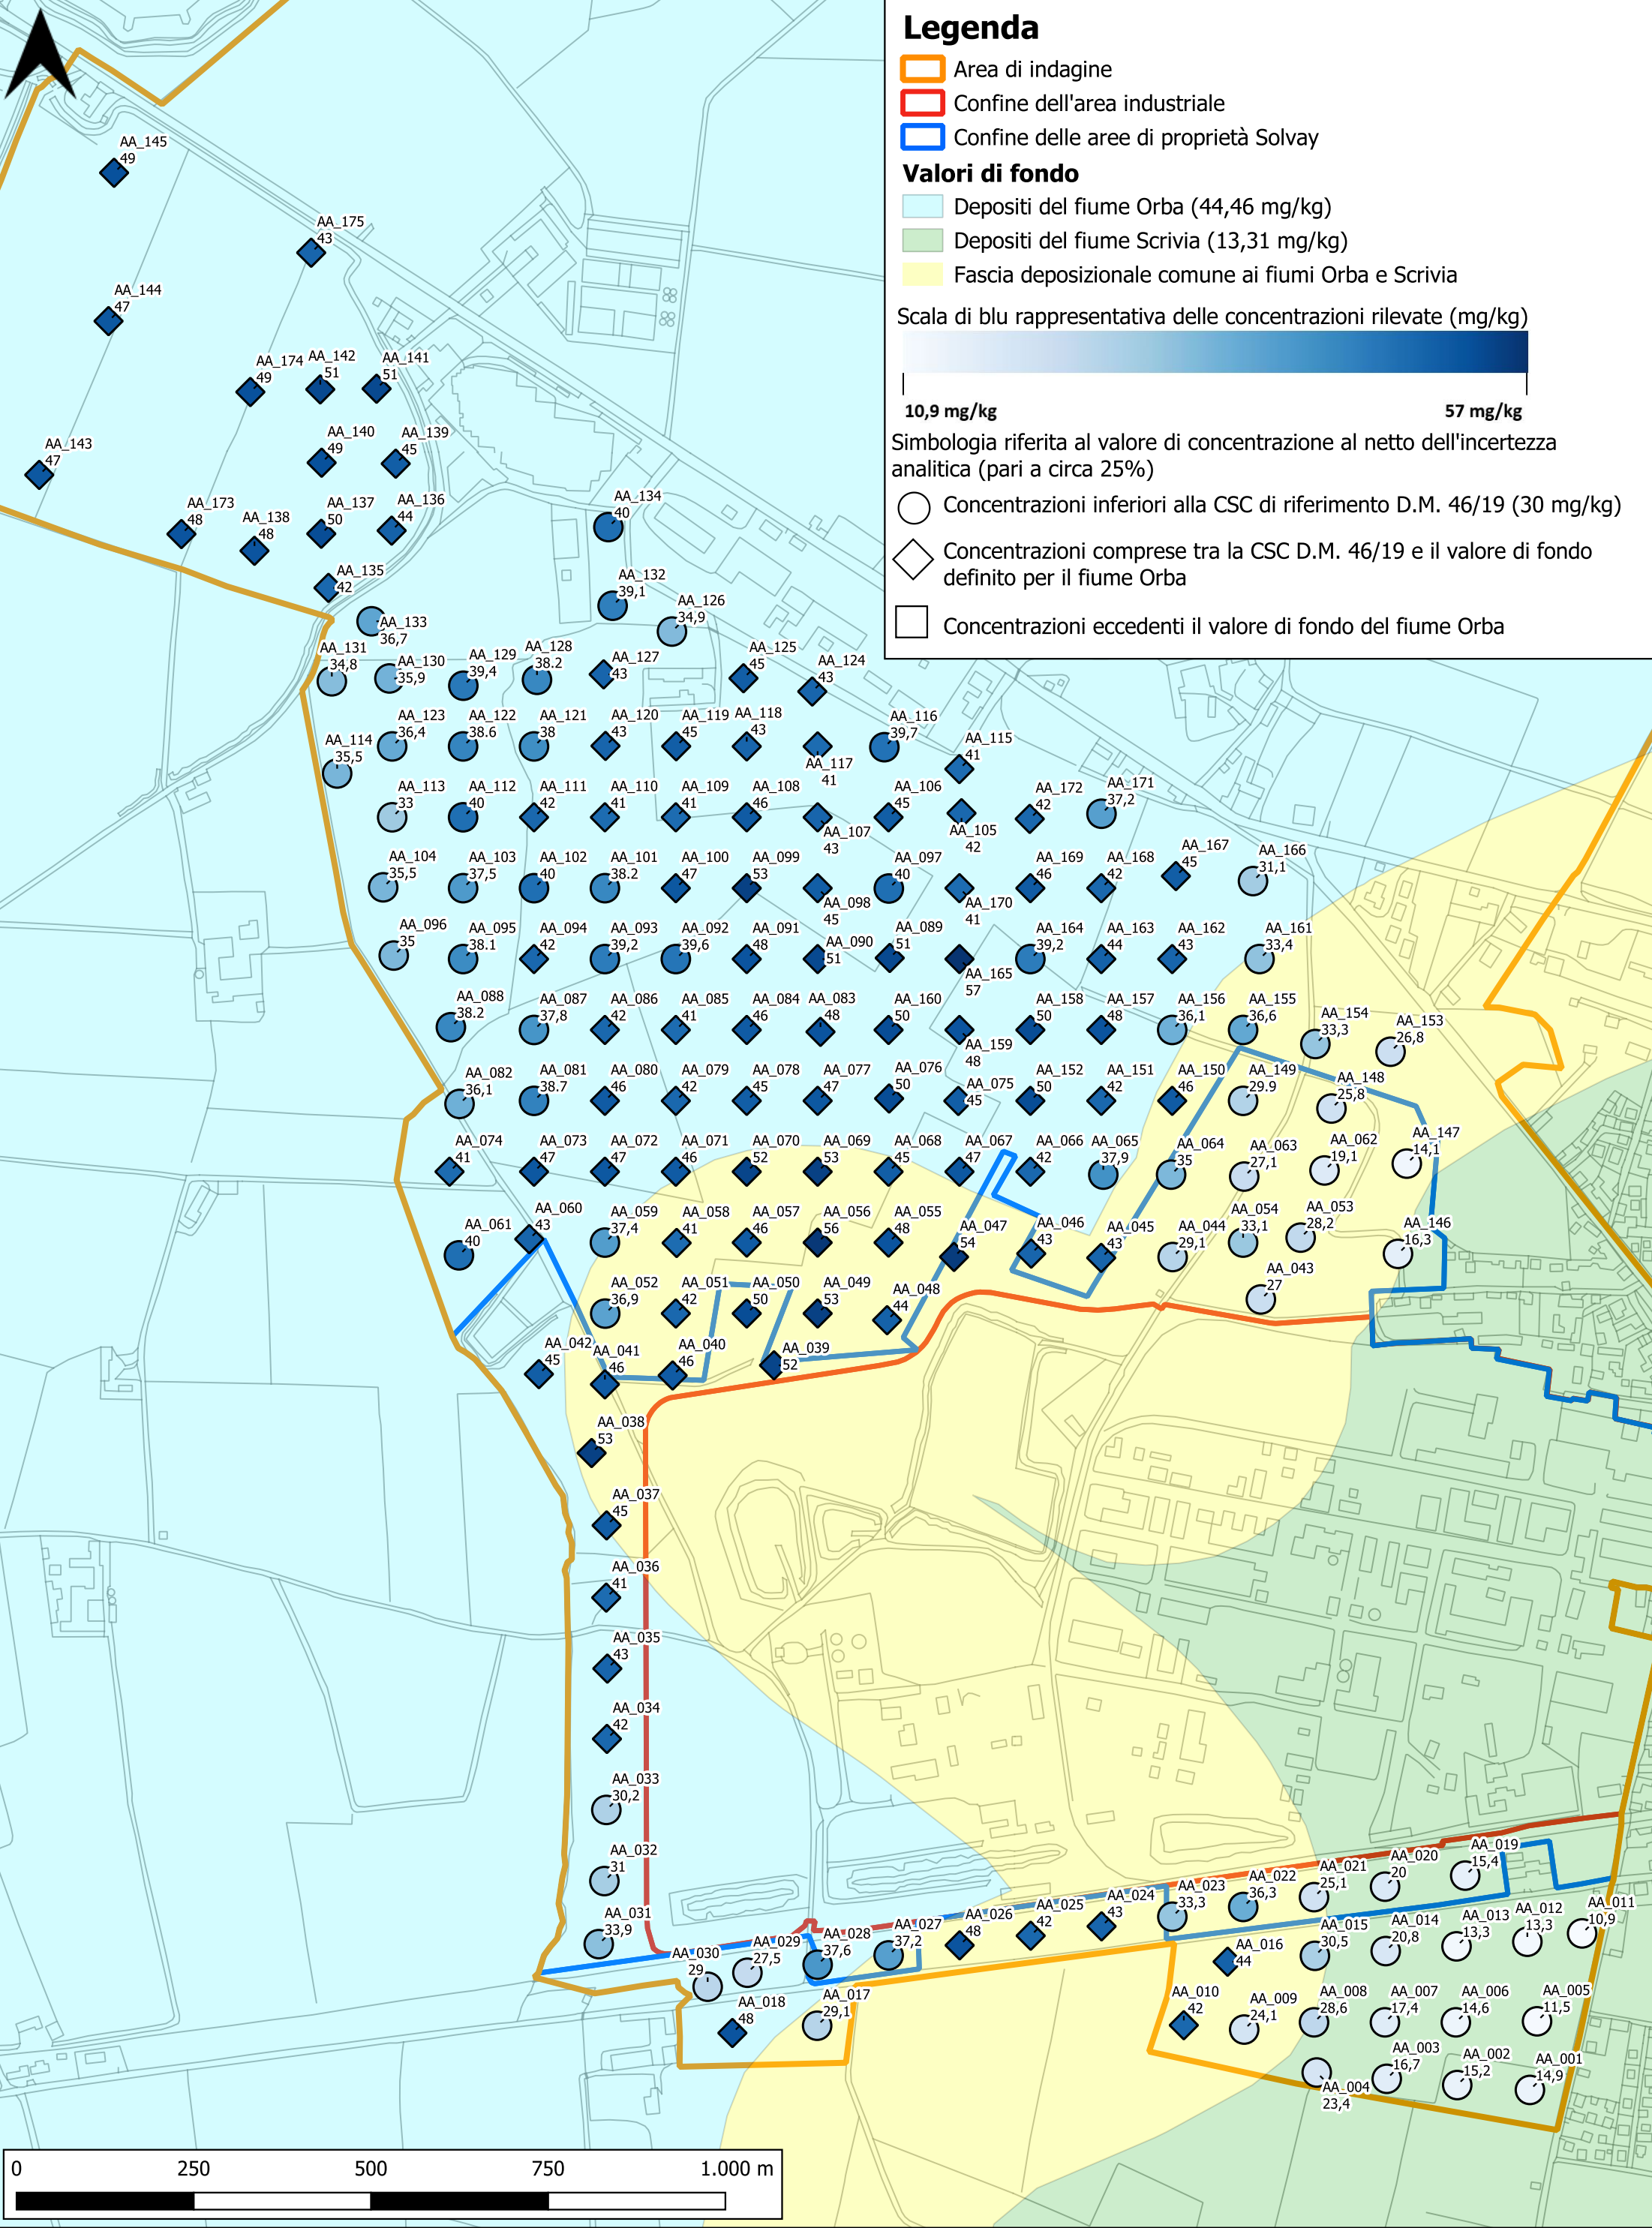 Legenda
Area di indagine
Confine dell'area industriale
Confine delle aree di proprietà Solvay
Valori di fondo
Depositi del fiume Orba (44,46 mg/kg)
Depositi del fiume Scrivia (13,31 mg/kg)
Fascia deposizionale comune ai fiumi Orba e Scrivia
Scala di blu rappresentativa delle concentrazioni rilevate (mg/kg)
10,9 mg/kg 57 mg/kg
Simbologia riferita al valore di concentrazione al netto dell'incertezza
analitica (pari a circa 25%)
Concentrazioni inferiori alla CSC di riferimento D.M. 46/19 (30 mg/kg)
Concentrazioni comprese tra la CSC D.M. 46/19 e il valore di fondo
definito per il fiume Orba
Concentrazioni eccedenti il valore di fondo del fiume Orba
AA_145
49
AA_175
43
AA_144
47
AA_174
49
AA_142
51
AA_141
51
AA_143
47
AA_140
49
AA_139
45
AA_173
48
AA_138
48
AA_137
50
AA_136
44
AA_134
40
AA_135
42
AA_132
39,1
AA_126
34,9
AA_133
36,7
AA_131
34,8
AA_130
35,9
AA_129
39,4
AA_128
38.2
AA_127
43
AA_125
45
AA_124
43
AA_114
35,5
AA_123
36,4
AA_122
38.6
AA_121
38
AA_120
43
AA_119
45
AA_118
43
AA_117
41
AA_116
39,7
AA_115
41
AA_113
33
AA_112
40
AA_111
42
AA_110
41
AA_109
41
AA_108
46
AA_107
43
AA_106
45
AA_105
42
AA_172
42
AA_171
37,2
AA_104
35,5
AA_103
37,5
AA_102
40
AA_101
38.2
AA_100
47
AA_099
53
AA_098
45
AA_097
40
AA_170
41
AA_169
46
AA_168
42
AA_167
45
AA_166
31,1
AA_096
35
AA_095
38.1
AA_094
42
AA_093
39,2
AA_092
39,6
AA_091
48
AA_090
51
AA_089
51
AA_165
57
AA_164
39,2
AA_163
44
AA_162
43
AA_161
33,4
AA_088
38.2
AA_087
37,8
AA_086
42
AA_085
41
AA_084
46
AA_083
48
AA_160
50
AA_159
48
AA_158
50
AA_157
48
AA_156
36,1
AA_155
36,6
AA_154
33,3
AA_153
26,8
AA_082
36,1
AA_081
38.7
AA_080
46
AA_079
42
AA_078
45
AA_077
47
AA_076
50
AA_075
45
AA_152
50
AA_151
42
AA_150
46
AA_149
29.9
AA_148
25,8
AA_074
41
AA_073
47
AA_072
47
AA_071
46
AA_070
52
AA_069
53
AA_068
45
AA_067
47
AA_066
42
AA_065
37,9
AA_064
35
AA_063
27,1
AA_062
19,1
AA_147
14,1
AA_061
40
AA_060
43
AA_059
37,4
AA_058
41
AA_057
46
AA_056
56
AA_055
48
AA_047
54
AA_046
43
AA_045
43
AA_044
29,1
AA_054
33,1
AA_053
28,2
AA_146
16,3
AA_052
36,9
AA_051
42
AA_050
50
AA_049
53
AA_048
44
AA_043
27
AA_042
45
AA_041
46
AA_040
46
AA_039
52
AA_038
53
AA_037
45
AA_036
41
AA_035
43
AA_034
42
AA_033
30,2
AA_032
31
AA_031
33,9
AA_030
29
AA_029
27,5
AA_028
37,6
AA_027
37,2
AA_026
48
AA_025
42
AA_024
43
AA_023
33,3
AA_022
36,3
AA_021
25,1
AA_020
20
AA_019
15,4
AA_018
48
AA_017
29,1
AA_016
44
AA_015
30,5
AA_014
20,8
AA_013
13,3
AA_012
13,3
AA_011
10,9
AA_010
42
AA_009
24,1
AA_008
28,6
AA_007
17,4
AA_006
14,6
AA_005
11,5
AA_004
23,4
AA_003
16,7
AA_002
15,2
AA_001
14,9
0 250 500 750 1.000 m